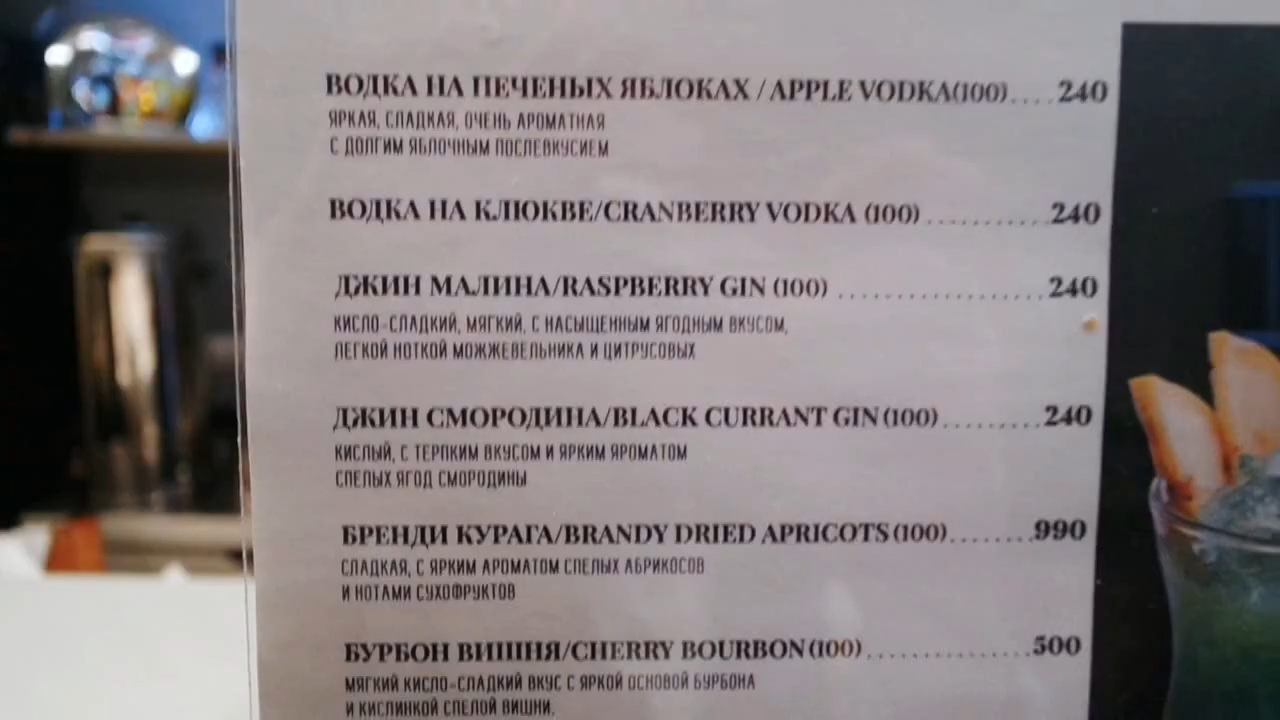 ВОДКА НА ПЕЧЕНЫХ ЯБЛОКАХ / APPLE VODKA(100)....240
ЯРКАЯ, СЛАДКАЯ, ОЧЕНЬ АРОМАТНАЯ
С ДОЛГИМ ЯБЛОЧНЫМ ПОСЛЕВКУСИЕМ
ВОДКА НА КЛЮКВЕ/CRANBERRY VODKA (100) .............240
ДЖИН МАЛИНА/RASPBERRY GIN (100) ......................240
КИСЛО-СЛАДКИЙ, МЯГКИЙ, С НАСЫЩЕННЫМ ЯГОДНЫМ ВКУСОМ,
ЛЕГКОЙ НОТКОЙ МОЖЖЕВЕЛЬНИКА И ЦИТРУСОВЫХ
ДЖИН СМОРОДИНА/BLACK CURRANT GIN(100)...........240
КИСЛЫЙ, С ТЕРПКИМ ВКУСОМ И ЯРКИМ ЯРОМАТОМ
СПЕЛЫХ ЯГОД СМОРОДИНЫ
БРЕНДИ КУРАГА/BRANDY DRIED APRICOTS(100).........990
СЛАДКАЯ, С ЯРКИМ АРОМАТОМ СПЕЛЫХ АБРИКОСОВ
И НОТАМИ СУХОФРУКТОВ
БУРБОН ВИШНЯ/CHERRY BOURBON(100)..................500
МЯГКИЙ КИСЛО-СЛАДКИЙ ВКУС С ЯРКОЙ ОСНОВОЙ БУРБОНА
И КИСЛИНКОЙ СПЕЛОЙ ВИШНИ.